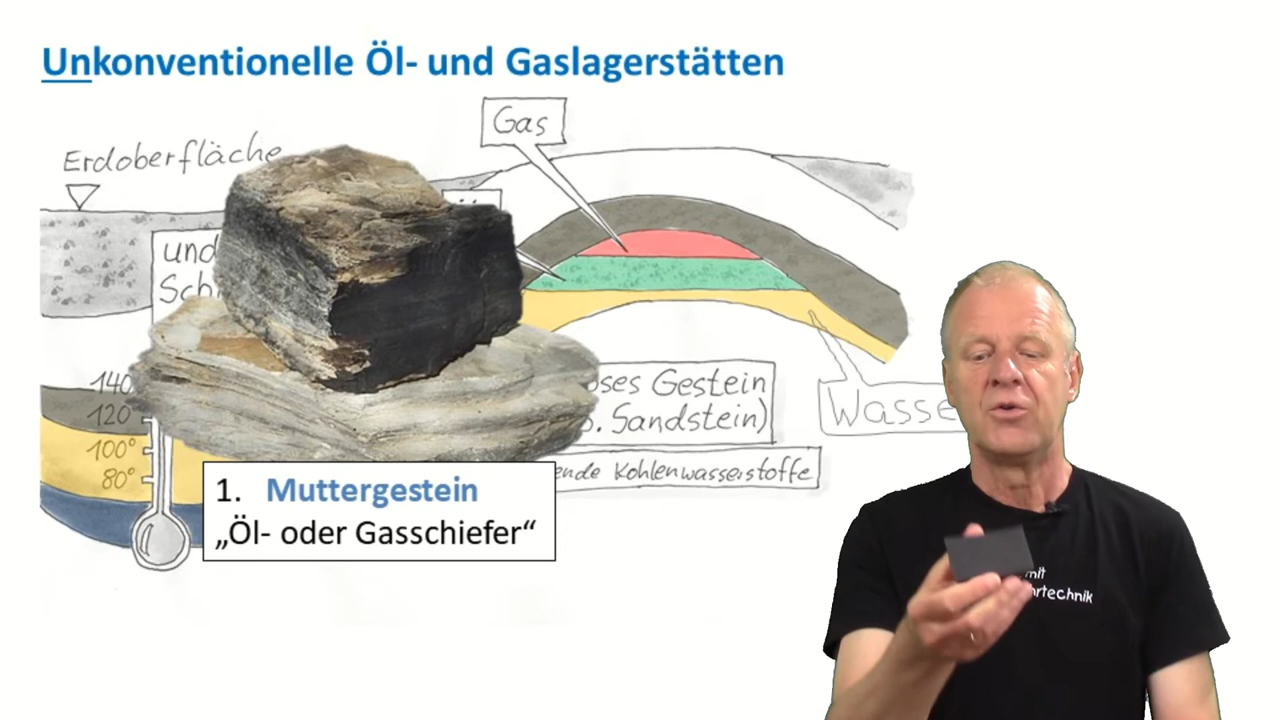 Unkonventionelle Öl- und Gaslagerstätten
Gas
Erdoberfläche
und
Sch
140
120
100°
80°
oses Gestein
. Sandstein)
ende Kohlenwasserstoffe
Wasse
1. Muttergestein
„Öl- oder Gasschiefer“
mit
hrtechnik